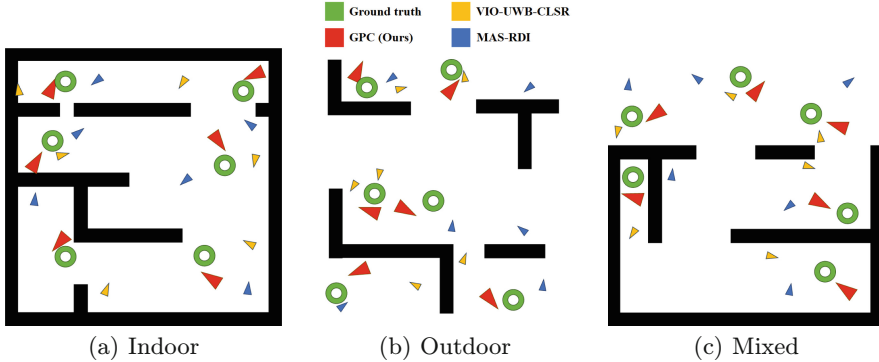 Ground truth VIO-UWB-CLSR
GPC (Ours) MAS-RDI
(a) Indoor (b) Outdoor (c) Mixed